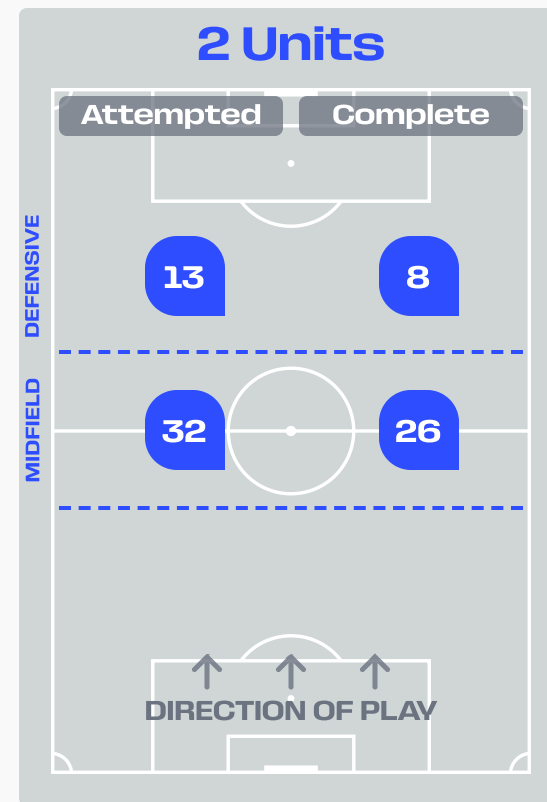 2 Units
Attempted Complete
DEFENSIVE
13 8
MIDFIELD
32 26
DIRECTION OF PLAY